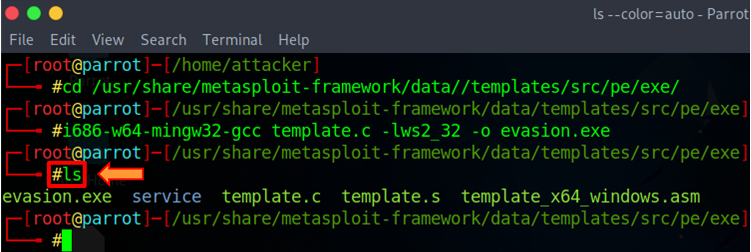 ls --color=auto - Parrot
File Edit View Search Terminal Help
[root@parrot]-[/home/attacker]
#cd /usr/share/metasploit-framework/data//templates/src/pe/exe/
[root@parrot]-[/usr/share/metasploit-framework/data/templates/src/pe/exe]
#i686-w64-mingw32-gcc template.c -lws2_32 -o evasion.exe
[root@parrot]-[/usr/share/metasploit-framework/data/templates/src/pe/exe]
#ls
evasion.exe service template.c template.s template_x64_windows.asm
[root@parrot]-[/usr/share/metasploit-framework/data/templates/src/pe/exe]
#